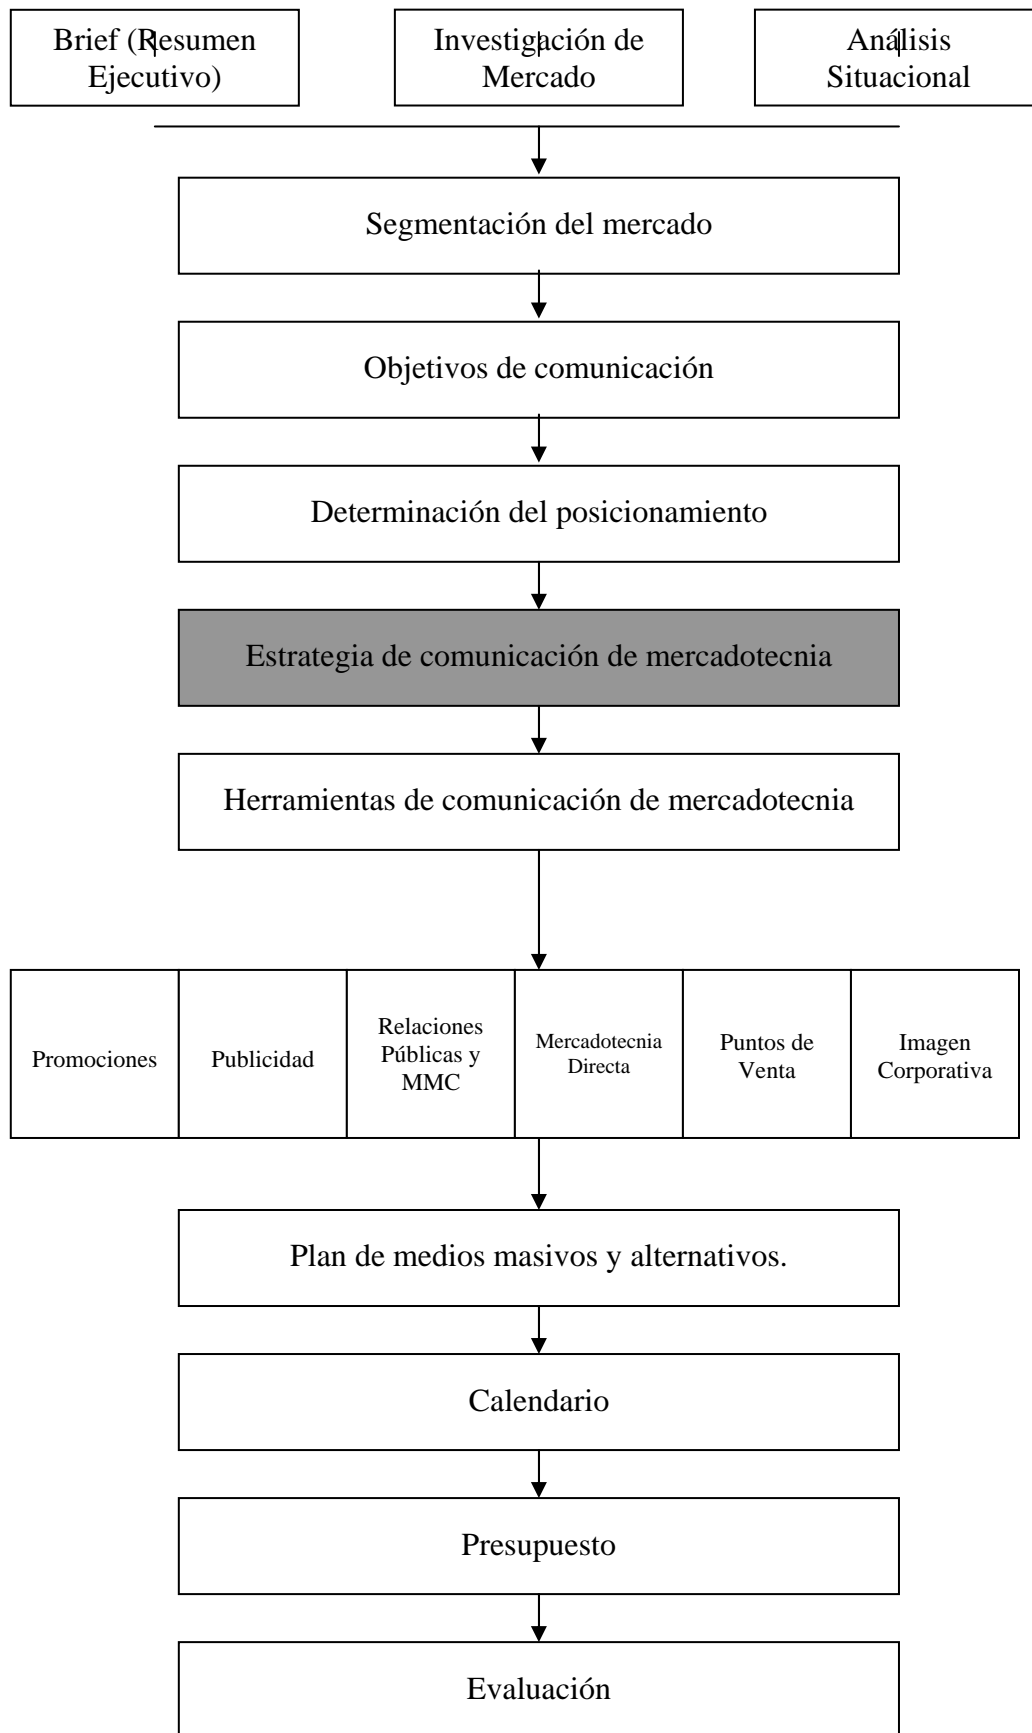 Brief (Resumen
Ejecutivo)
Investigación de
Mercado
Análisis
Situacional
Segmentación del mercado
Objetivos de comunicación
Determinación del posicionamiento
Estrategia de comunicación de mercadotecnia
Herramientas de comunicación de mercadotecnia
Promociones
Publicidad
Relaciones
Públicas y
MMC
Mercadotecnia
Directa
Puntos de
Venta
Imagen
Corporativa
Plan de medios masivos y alternativos.
Calendario
Presupuesto
Evaluación